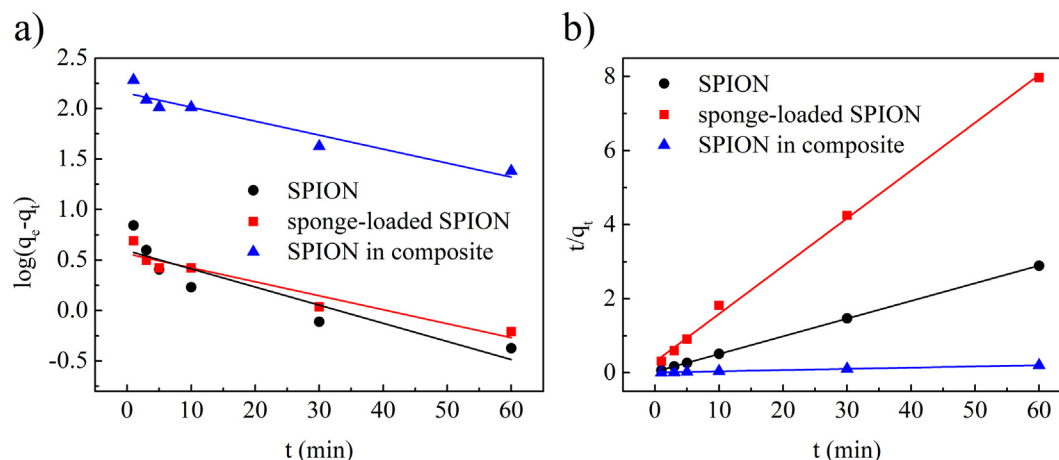 a)
2.5
2.0
1.5
1.0
0.5
0.0
-0.5
log(qe-qt)
SPION
sponge-loaded SPION
SPION in composite
0 10 20 30 40 50 60
t (min)
b)
8
6
4
2
0
t/qt
SPION
sponge-loaded SPION
SPION in composite
0 10 20 30 40 50 60
t (min)